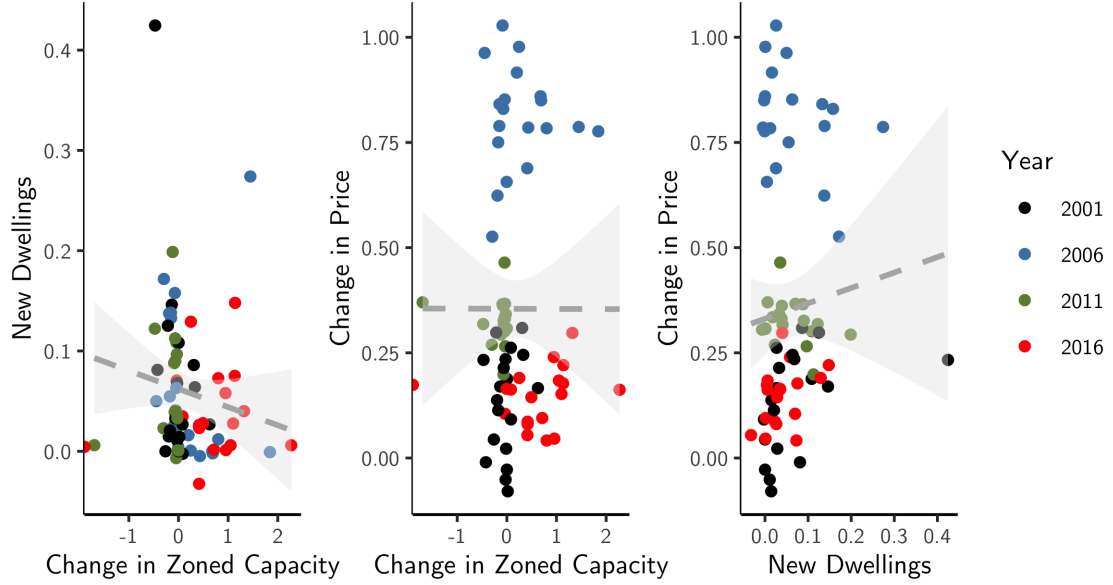 New Dwellings
0.4
0.3
0.2
0.1
0.0
-1 0 1 2
Change in Zoned Capacity
Change in Price
1.00
0.75
0.50
0.25
0.00
-1 0 1 2
Change in Zoned Capacity
Change in Price
1.00
0.75
0.50
0.25
0.00
0.0 0.1 0.2 0.3 0.4
New Dwellings
Year
2001
2006
2011
2016